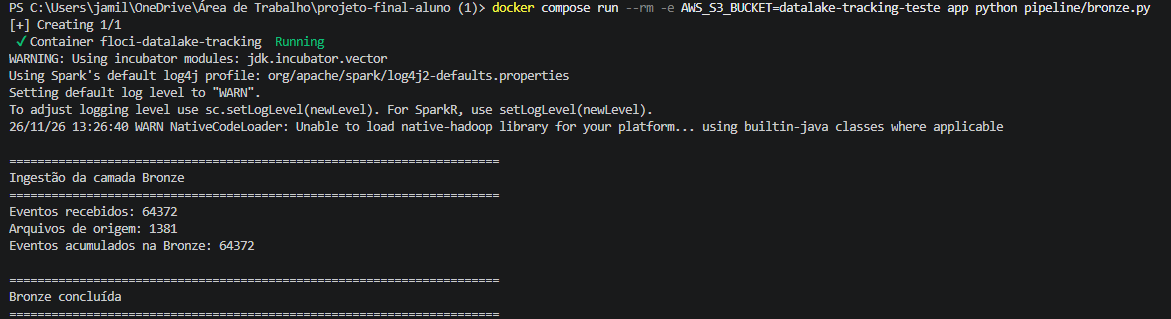 PS C:\Users\jamil\OneDrive\Área de Trabalho\projeto-final-aluno (1)> docker compose run --rm -e AWS_S3_BUCKET=datalake-tracking-teste app python pipeline/bronze.py
[+] Creating 1/1
✓Container floci-datalake-tracking  Running
WARNING: Using incubator modules: jdk.incubator.vector
Using Spark's default log4j profile: org/apache/spark/log4j2-defaults.properties
Setting default log level to "WARN".
To adjust logging level use sc.setLogLevel(newLevel). For SparkR, use setLogLevel(newLevel).
26/11/26 13:26:40 WARN NativeCodeLoader: Unable to load native-hadoop library for your platform... using builtin-java classes where applicable
======================================================================
Ingestão da camada Bronze
======================================================================
Eventos recebidos: 64372
Arquivos de origem: 1381
Eventos acumulados na Bronze: 64372
======================================================================
Bronze concluída
======================================================================